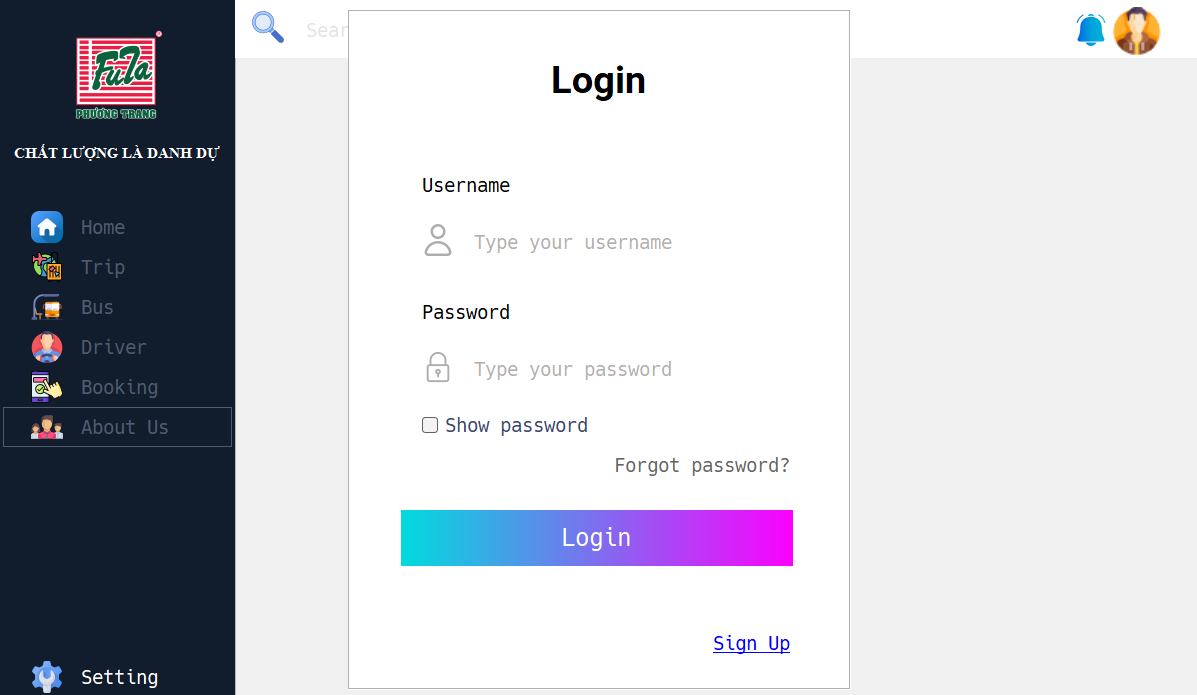 FuTa
PHƯƠNG TRANG
CHẤT LƯỢNG LÀ DANH DỰ
Home
Trip
Bus
Driver
Booking
About Us
Setting
Sear
Login
Username
Type your username
Password
Type your password
Show password
Forgot password?
Login
Sign Up